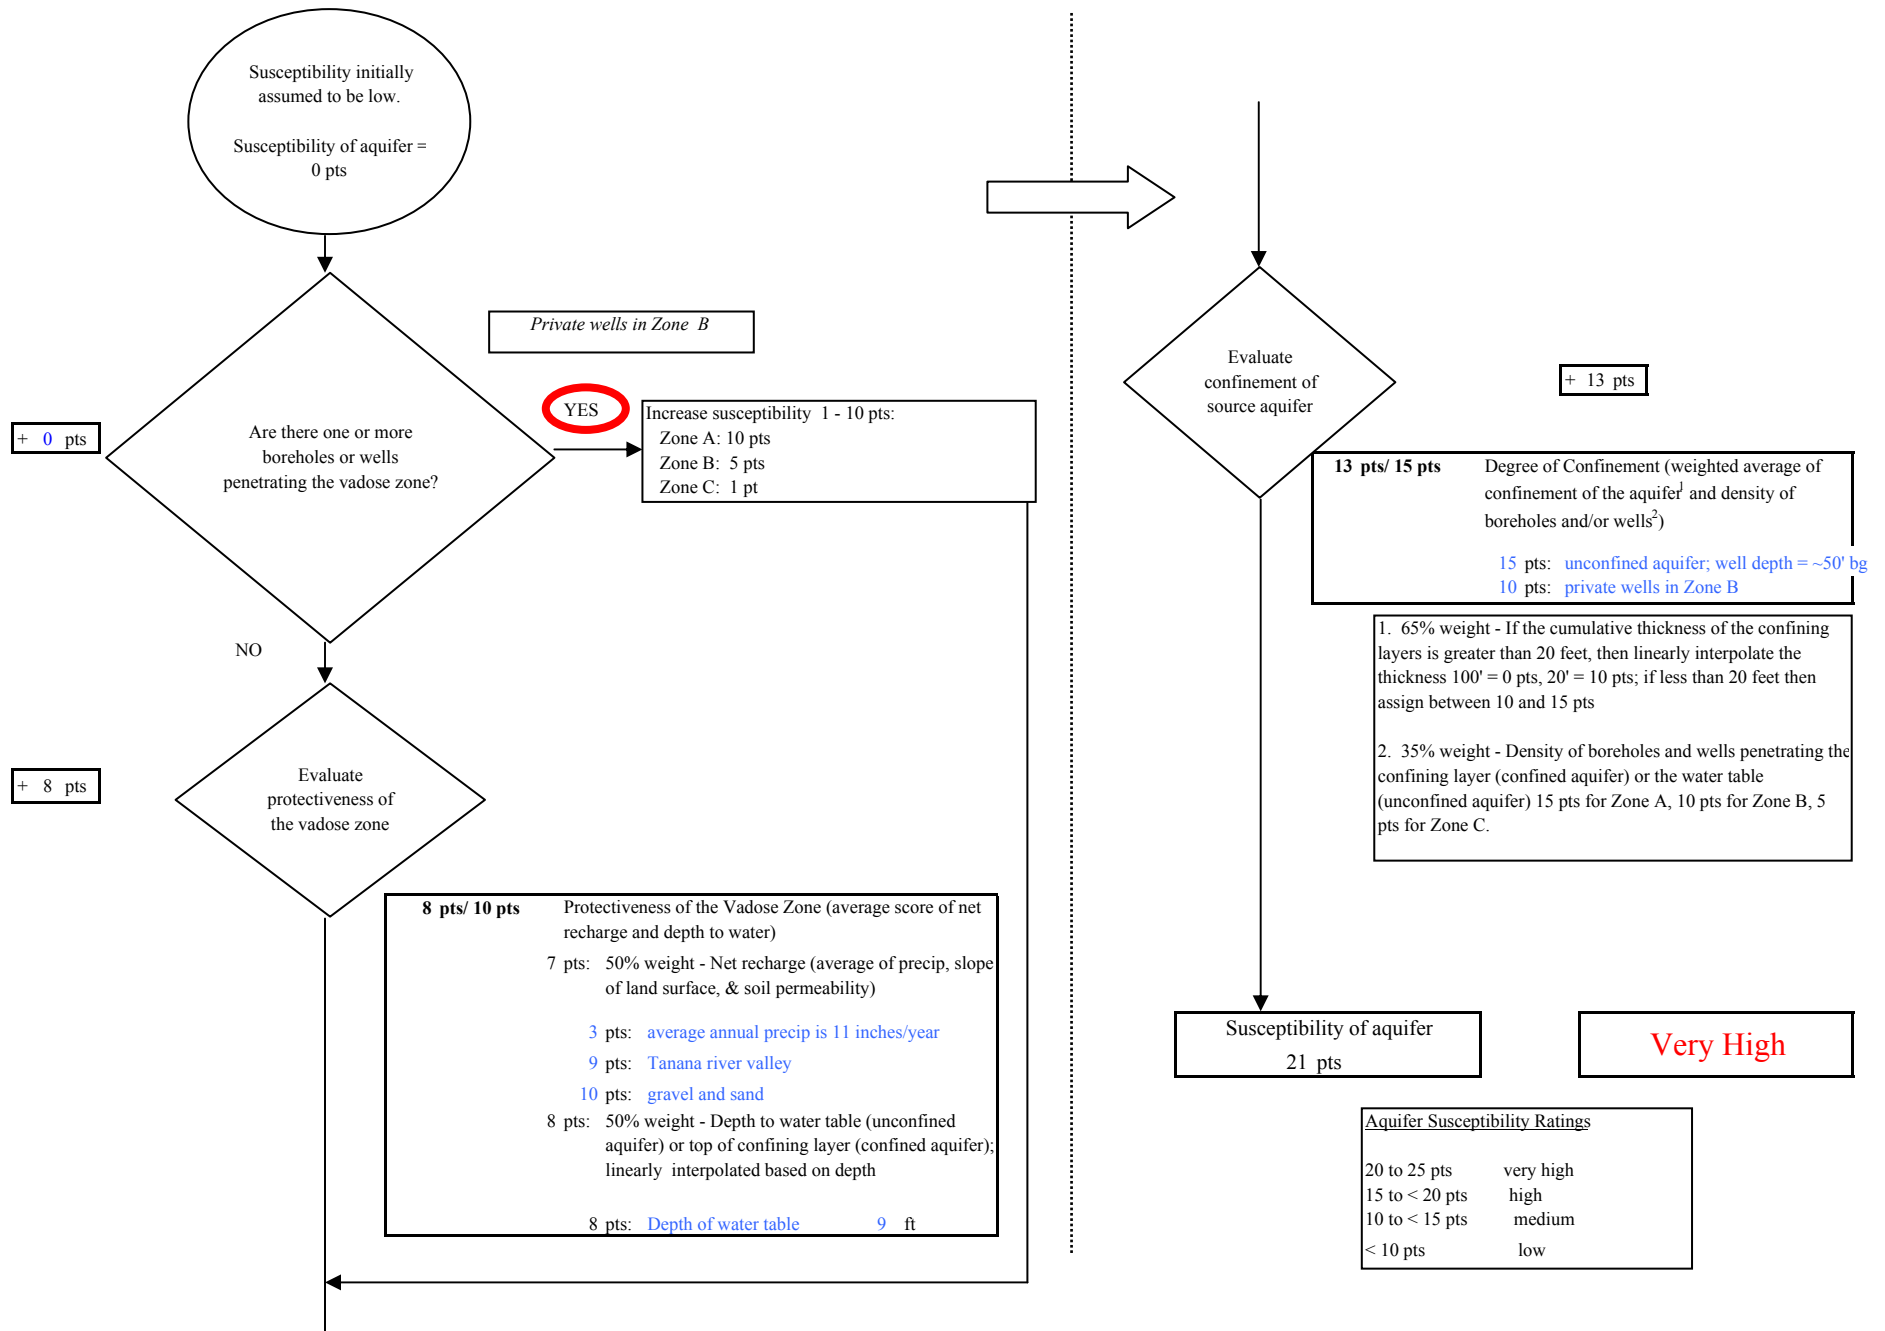 Susceptibility initially
assumed to be low.
Susceptibility of aquifer =
0 pts
Private wells in Zone B
YES
Increase susceptibility 1 - 10 pts:
Zone A: 10 pts
Zone B: 5 pts
Zone C: 1 pt
+ 0 pts
Are there one or more
boreholes or wells
penetrating the vadose zone?
NO
+ 8 pts
Evaluate
protectiveness of
the vadose zone
8 pts/ 10 pts Protectiveness of the Vadose Zone (average score of net
recharge and depth to water)
7 pts: 50% weight - Net recharge (average of precip, slope
of land surface, & soil permeability)
3 pts: average annual precip is 11 inches/year
9 pts: Tanana river valley
10 pts: gravel and sand
8 pts: 50% weight - Depth to water table (unconfined
aquifer) or top of confining layer (confined aquifer);
linearly interpolated based on depth
8 pts: Depth of water table 9 ft
Evaluate
confinement of
source aquifer
+ 13 pts
13 pts/ 15 pts Degree of Confinement (weighted average of
confinement of the aquifer1 and density of
boreholes and/or wells2)
15 pts: unconfined aquifer; well depth = ~50' bg
10 pts: private wells in Zone B
1. 65% weight - If the cumulative thickness of the confining
layers is greater than 20 feet, then linearly interpolate the
thickness 100' = 0 pts, 20' = 10 pts; if less than 20 feet then
assign between 10 and 15 pts
2. 35% weight - Density of boreholes and wells penetrating the
confining layer (confined aquifer) or the water table
(unconfined aquifer) 15 pts for Zone A, 10 pts for Zone B, 5
pts for Zone C.
Susceptibility of aquifer
21 pts
Very High
Aquifer Susceptibility Ratings
20 to 25 pts very high
15 to < 20 pts high
10 to < 15 pts medium
< 10 pts low